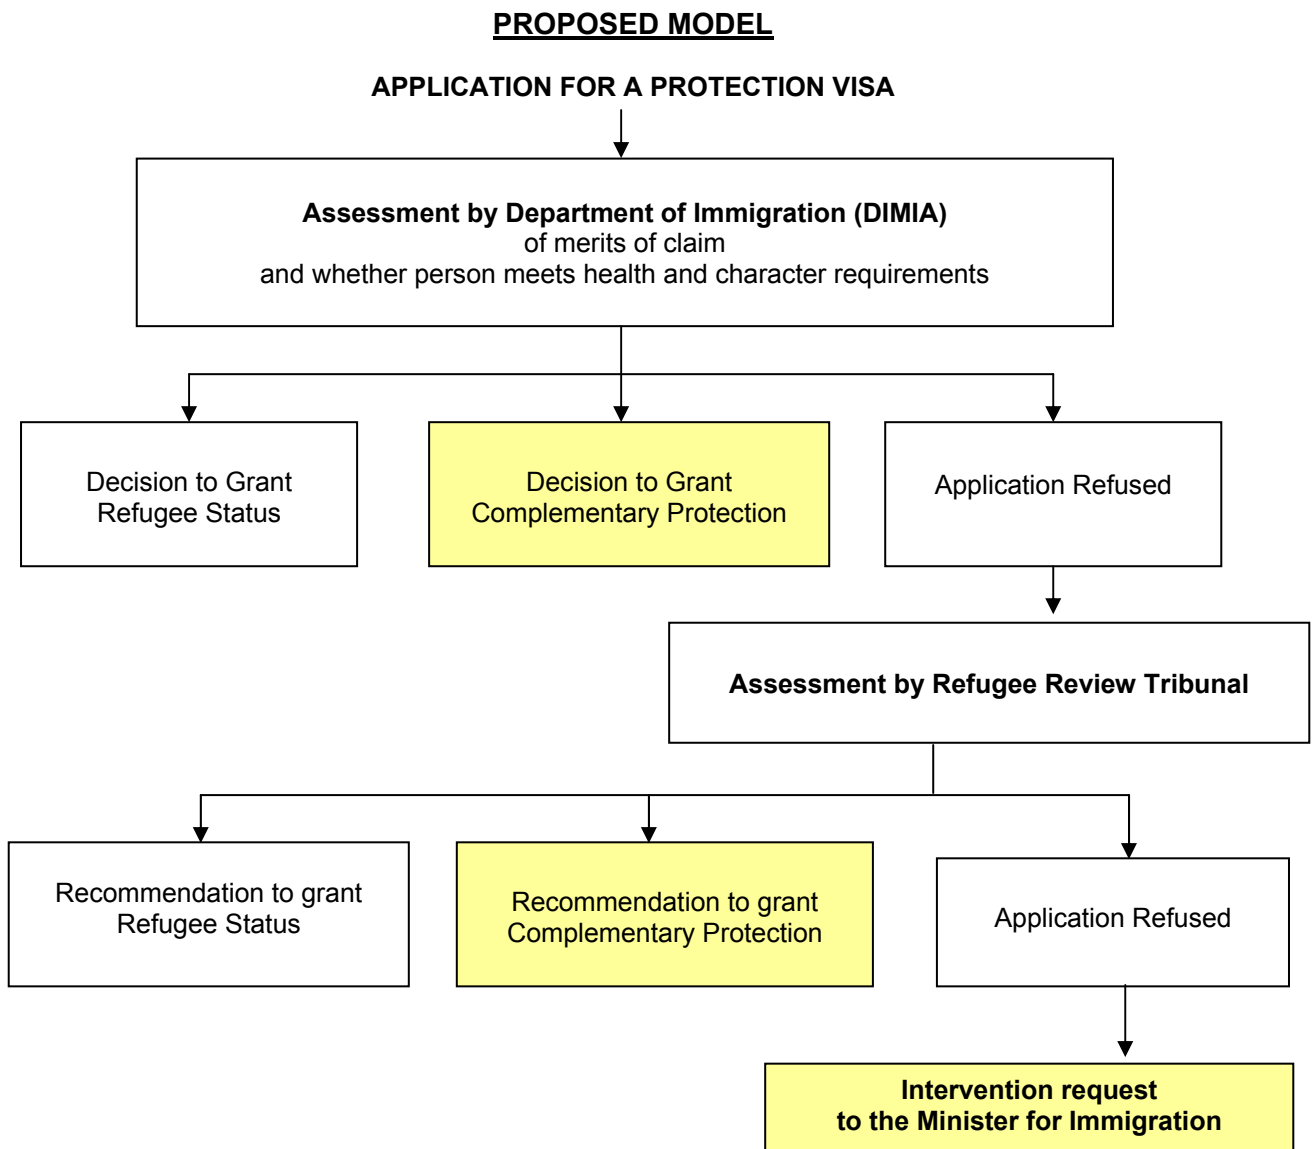 PROPOSED MODEL
APPLICATION FOR A PROTECTION VISA
Assessment by Department of Immigration (DIMIA)
of merits of claim
and whether person meets health and character requirements
Decision to Grant
Refugee Status
Decision to Grant
Complementary Protection
Application Refused
Assessment by Refugee Review Tribunal
Recommendation to grant
Refugee Status
Recommendation to grant
Complementary Protection
Application Refused
Intervention request
to the Minister for Immigration